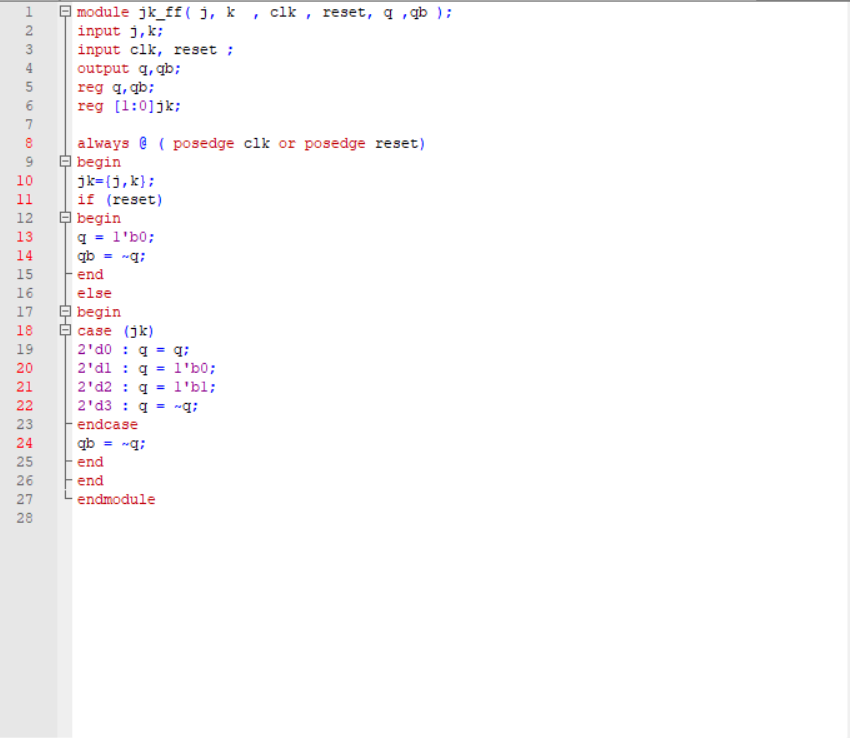 1 module jk_ff( j, k  , clk , reset, q ,qb );
2 input j,k;
3 input clk, reset ;
4 output q,qb;
5 reg q,qb;
6 reg [1:0]jk;
7
8 always @ ( posedge clk or posedge reset)
9 begin
10 jk={j,k};
11 if (reset)
12 begin
13 q = 1'b0;
14 qb = ~q;
15 end
16 else
17 begin
18 case (jk)
19 2'd0 : q = q;
20 2'd1 : q = 1'b0;
21 2'd2 : q = 1'b1;
22 2'd3 : q = ~q;
23 endcase
24 qb = ~q;
25 end
26 end
27 endmodule
28